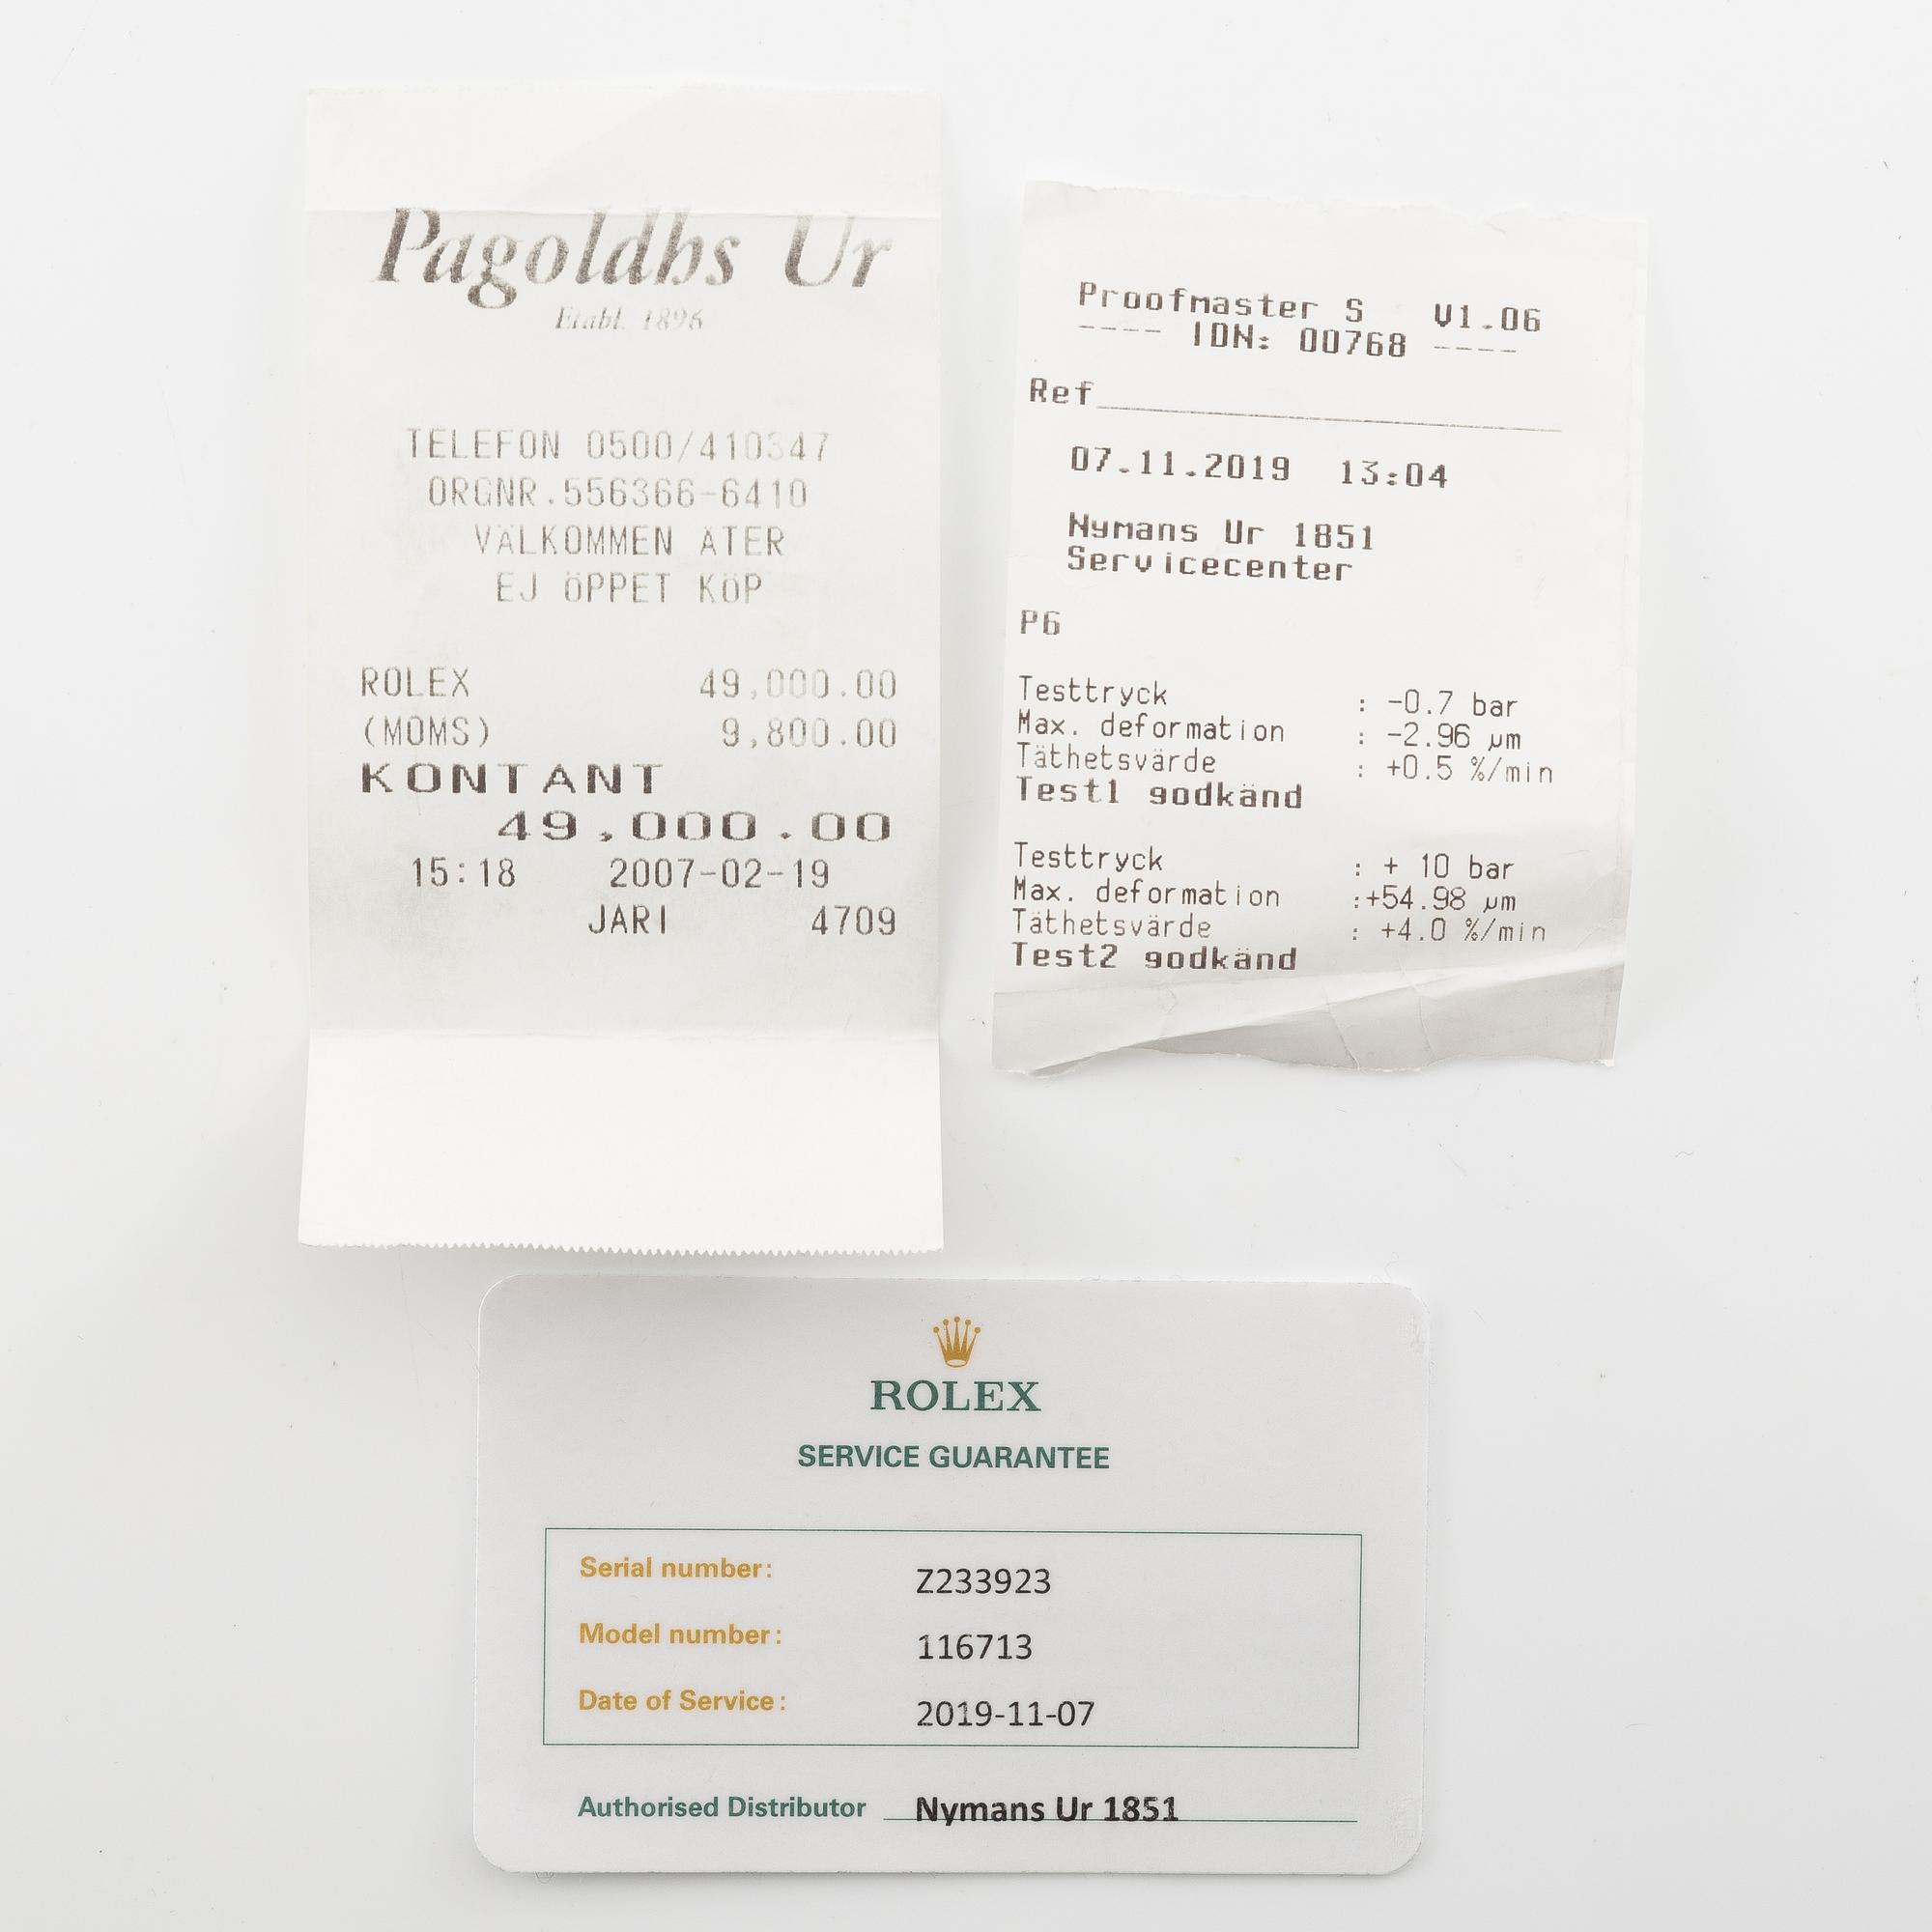 Pagoldhs Ur
Etabl. 1896
TELEFON 0500/410347
ORGNR.556366-6410
VÄLKOMMEN ÅTER
EJ ÖPPET KÖP
ROLEX 49,000.00
(MOMS) 9,800.00
KONTANT
49,000.00
15:18 2007-02-19
JARI 4709
Proofmaster S V1.06
---- IDN: 00768 ----
Ref
07.11.2019 13:04
Nymans Ur 1851
Servicecenter
P6
Testtryck : -0.7 bar
Max. deformation : -2.96 µm
Täthetsvärde : +0.5 %/min
Test1 godkänd
Testtryck : + 10 bar
Max. deformation :+54.98 µm
Täthetsvärde : +4.0 %/min
Test2 godkänd
ROLEX
SERVICE GUARANTEE
Serial number: Z233923
Model number: 116713
Date of Service: 2019-11-07
Authorised Distributor Nymans Ur 1851